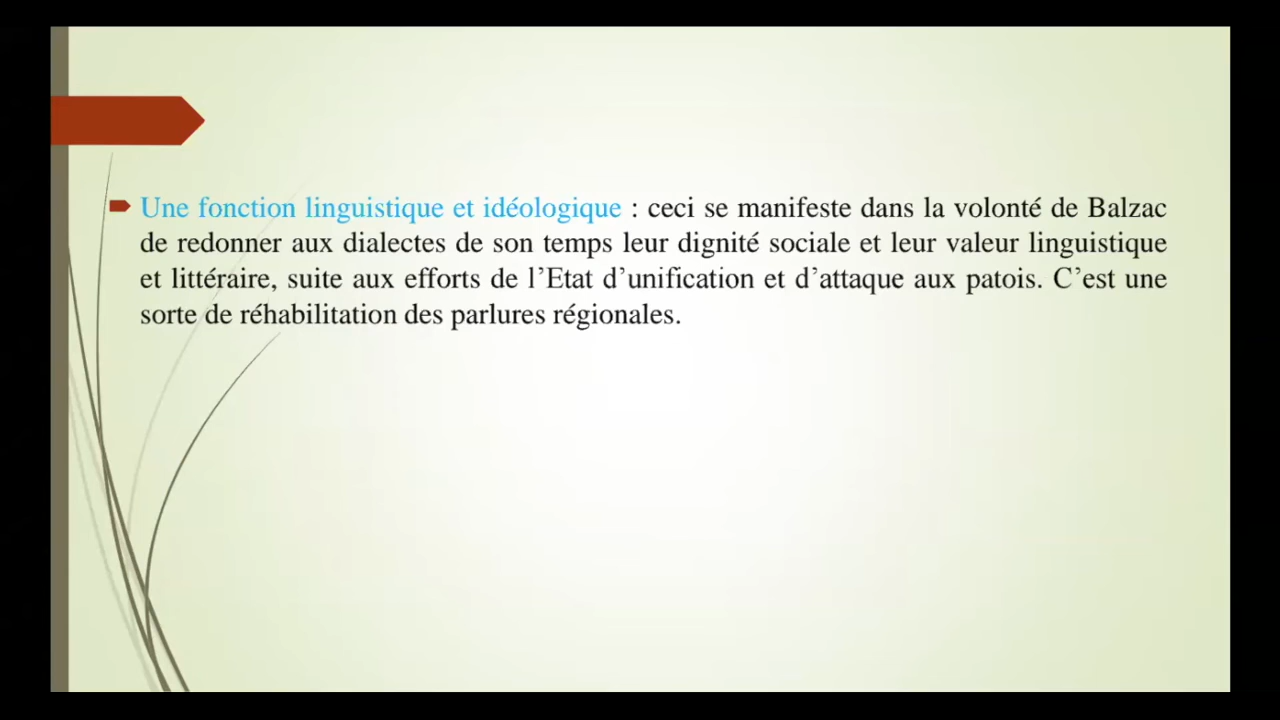 Une fonction linguistique et idéologique : ceci se manifeste dans la volonté de Balzac
de redonner aux dialectes de son temps leur dignité sociale et leur valeur linguistique
et littéraire, suite aux efforts de l’Etat d’unification et d’attaque aux patois. C’est une
sorte de réhabilitation des parlures régionales.